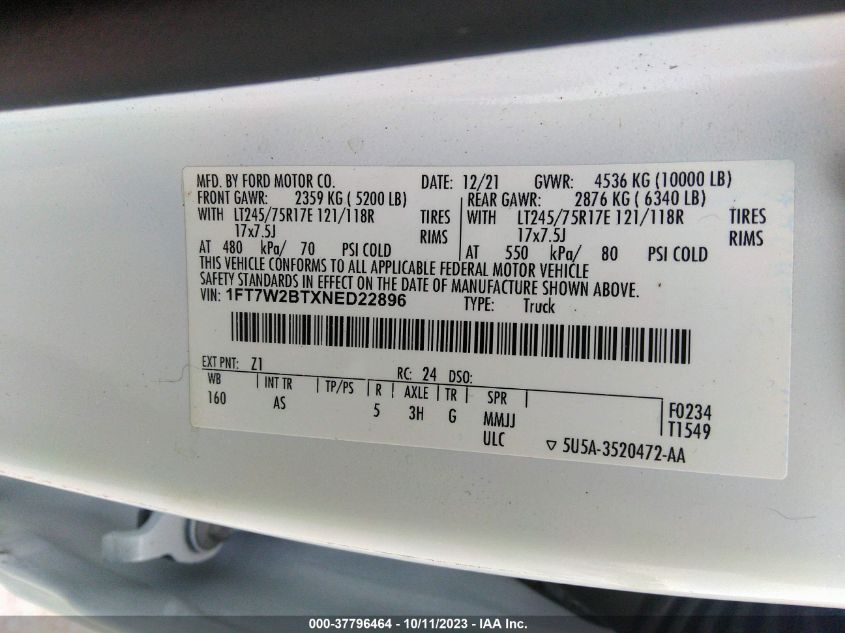 MFD. BY FORD MOTOR CO. DATE: 12/21 GVWR: 4536 KG (10000 LB)
FRONT GAWR: 2359 KG ( 5200 LB) REAR GAWR: 2876 KG ( 6340 LB)
WITH LT245/75R17E 121/118R TIRES WITH LT245/75R17E 121/118R TIRES
17x7.5J RIMS 17x7.5J RIMS
AT 480 kPa/ 70 PSI COLD AT 550 kPa/ 80 PSI COLD
THIS VEHICLE CONFORMS TO ALL APPLICABLE FEDERAL MOTOR VEHICLE
SAFETY STANDARDS IN EFFECT ON THE DATE OF MANUFACTURE SHOWN ABOVE.
VIN: 1FT7W2BTXNED22896 TYPE: Truck
EXT PNT: Z1 RC: 24 DSO:
WB INT TR TP/PS R AXLE TR SPR
160 AS 5 3H G MMJJ F0234
ULC T1549
5U5A-3520472-AA
000-37796464 - 10/11/2023 - IAA Inc.